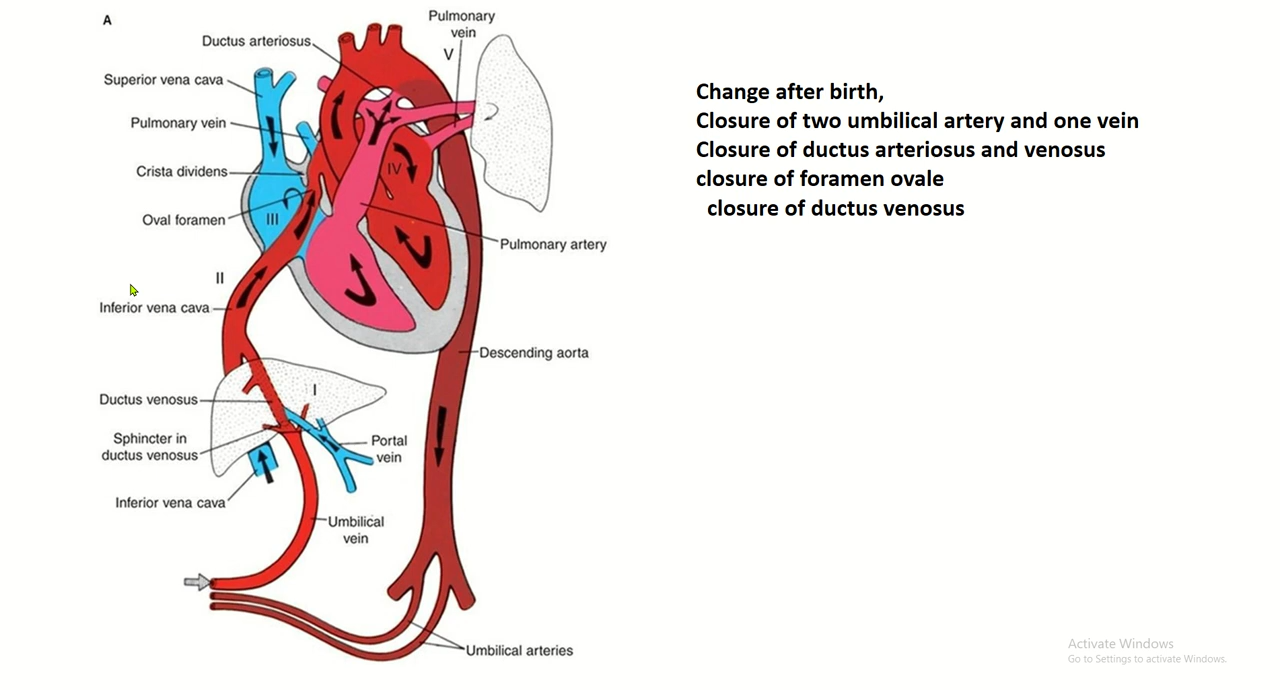 A
Pulmonary
vein
Ductus arteriosus
V
Superior vena cava
Pulmonary vein
Crista dividens
IV
Oval foramen
III
Pulmonary artery
II
Inferior vena cava
Descending aorta
I
Ductus venosus
Sphincter in
ductus venosus
Portal
vein
Inferior vena cava
Umbilical
vein
Umbilical arteries
Change after birth,
Closure of two umbilical artery and one vein
Closure of ductus arteriosus and venosus
closure of foramen ovale
closure of ductus venosus
Activate Windows
Go to Settings to activate Windows.